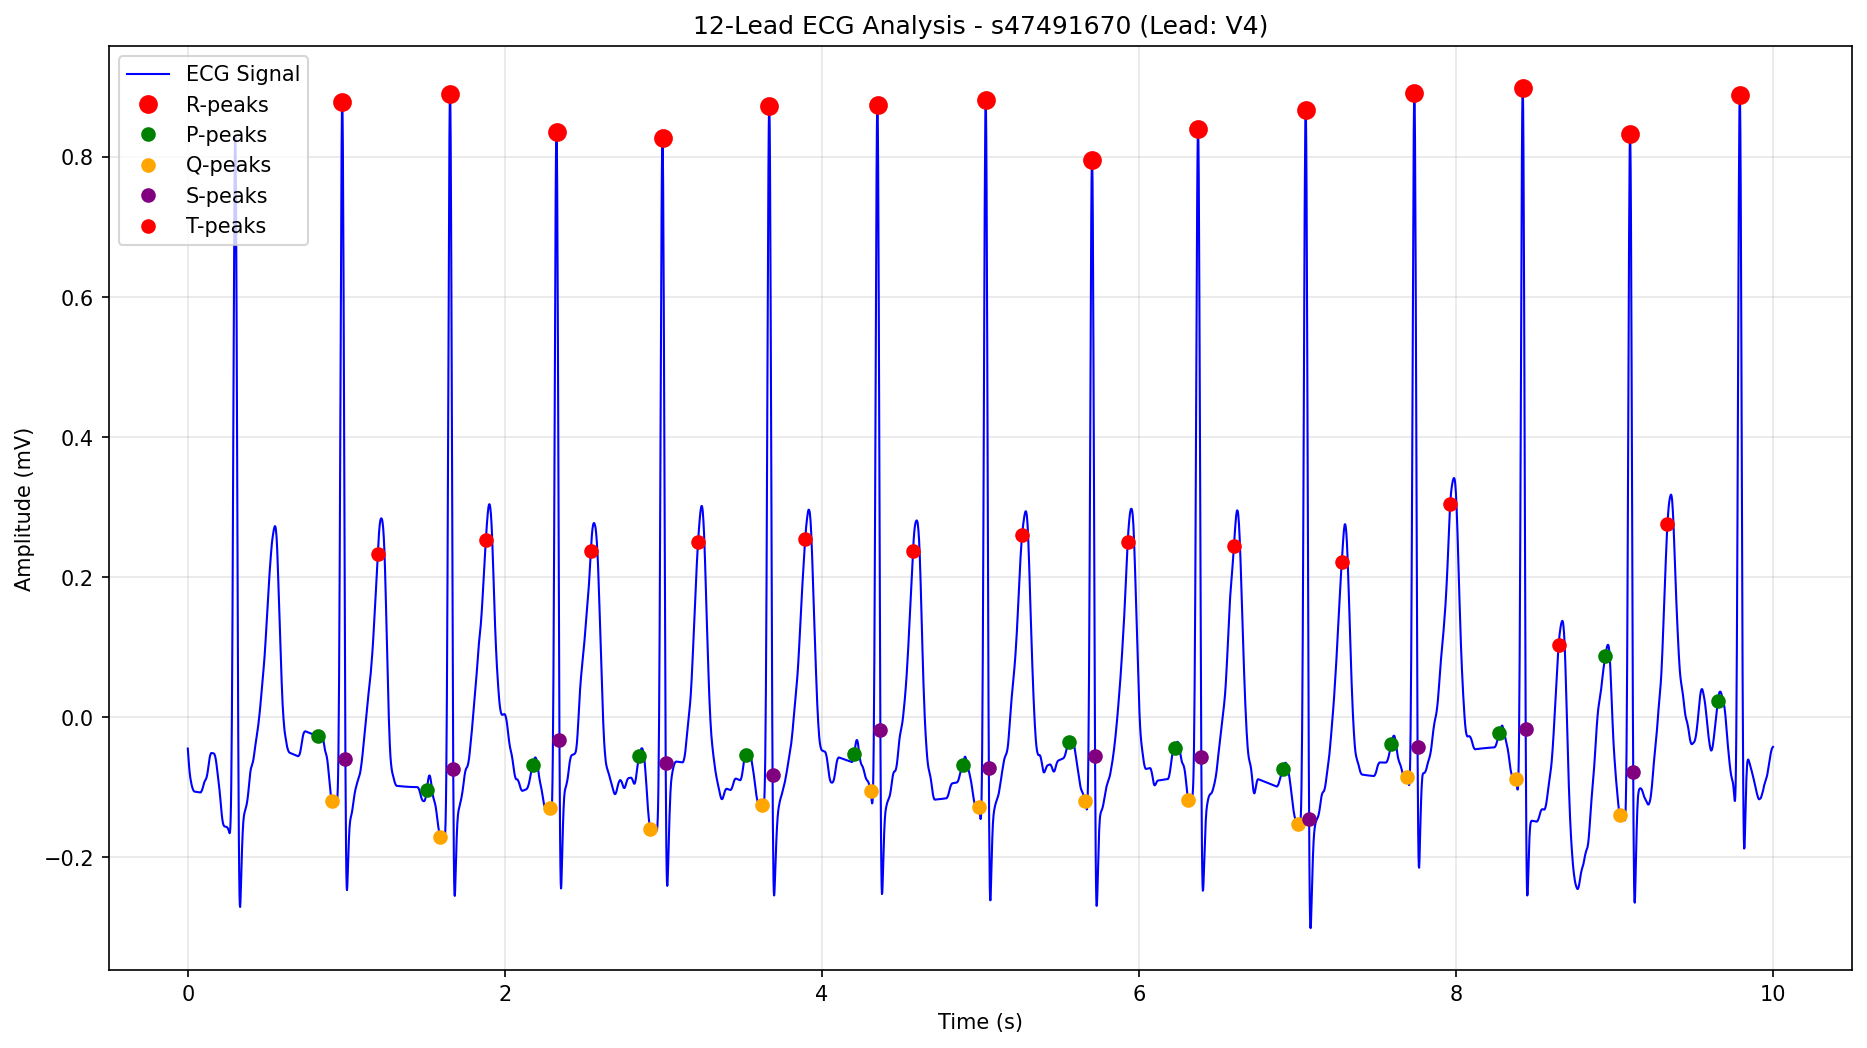 12-Lead ECG Analysis - s47491670 (Lead: V4)
ECG Signal
R-peaks
P-peaks
Q-peaks
S-peaks
T-peaks
Amplitude (mV)
0.8
0.6
0.4
0.2
0.0
−0.2
0 2 4 6 8 10
Time (s)